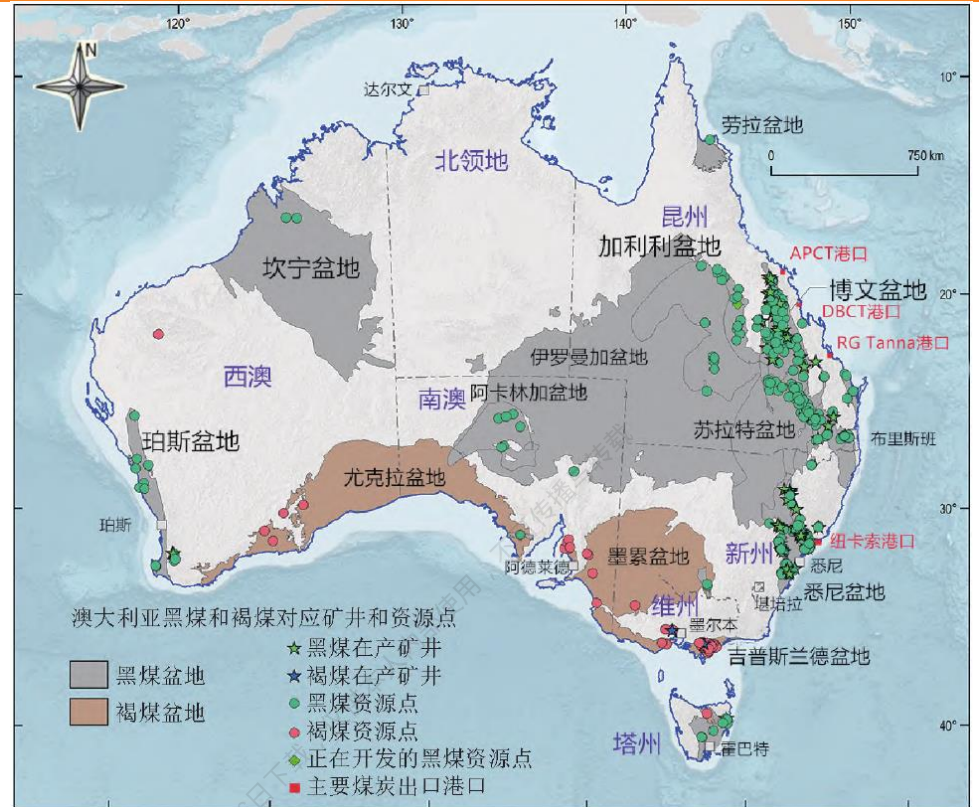 120°
130°
140°
150°
N
10°
达尔文
劳拉盆地
0
750 km
北领地
昆州
加利利盆地
APCT港口
坎宁盆地
20°
博文盆地
DBCT港口
RG Tanna港口
伊罗曼加盆地
西澳
南澳
阿卡林加盆地
珀斯盆地
苏拉特盆地
布里斯班
尤克拉盆地
30°
珀斯
墨累盆地
新州
纽卡索港口
阿德莱德
悉尼
堪培拉
悉尼盆地
维州
墨尔本
吉普斯兰德盆地
澳大利亚黑煤和褐煤对应矿井和资源点
黑煤盆地
褐煤盆地
黑煤在产矿井
褐煤在产矿井
黑煤资源点
褐煤资源点
正在开发的黑煤资源点
主要煤炭出口港口
40°
塔州
霍巴特